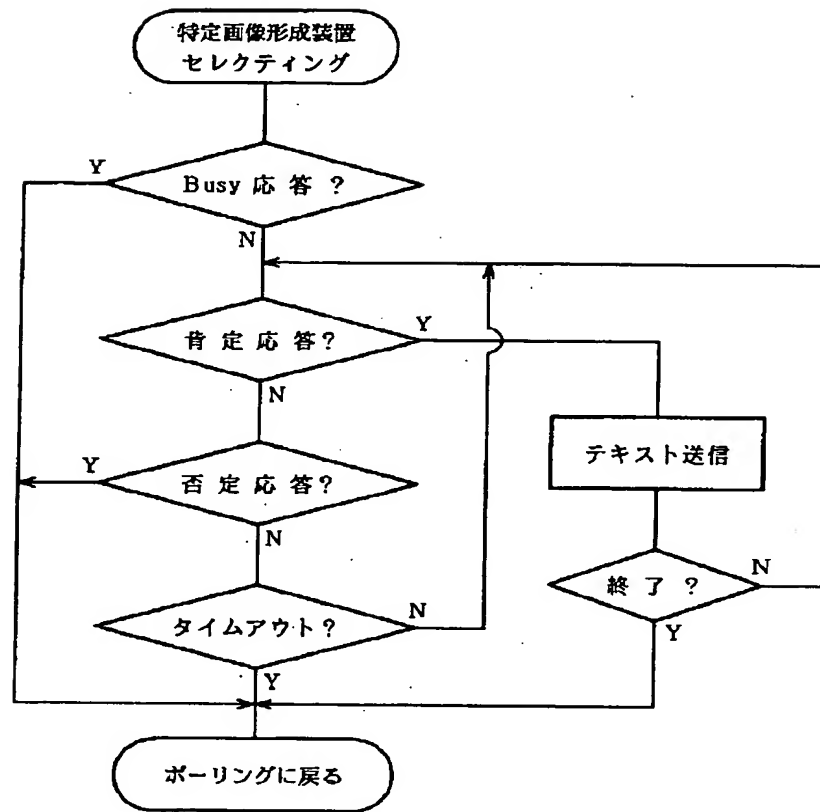 特定画像形成装置
セレクティング
Y
Busy 応答 ?
N
肯定応答?
Y
N
テキスト送信
Y
否定応答?
N
終了 ?
N
タイムアウト?
N
Y
Y
ポーリングに戻る